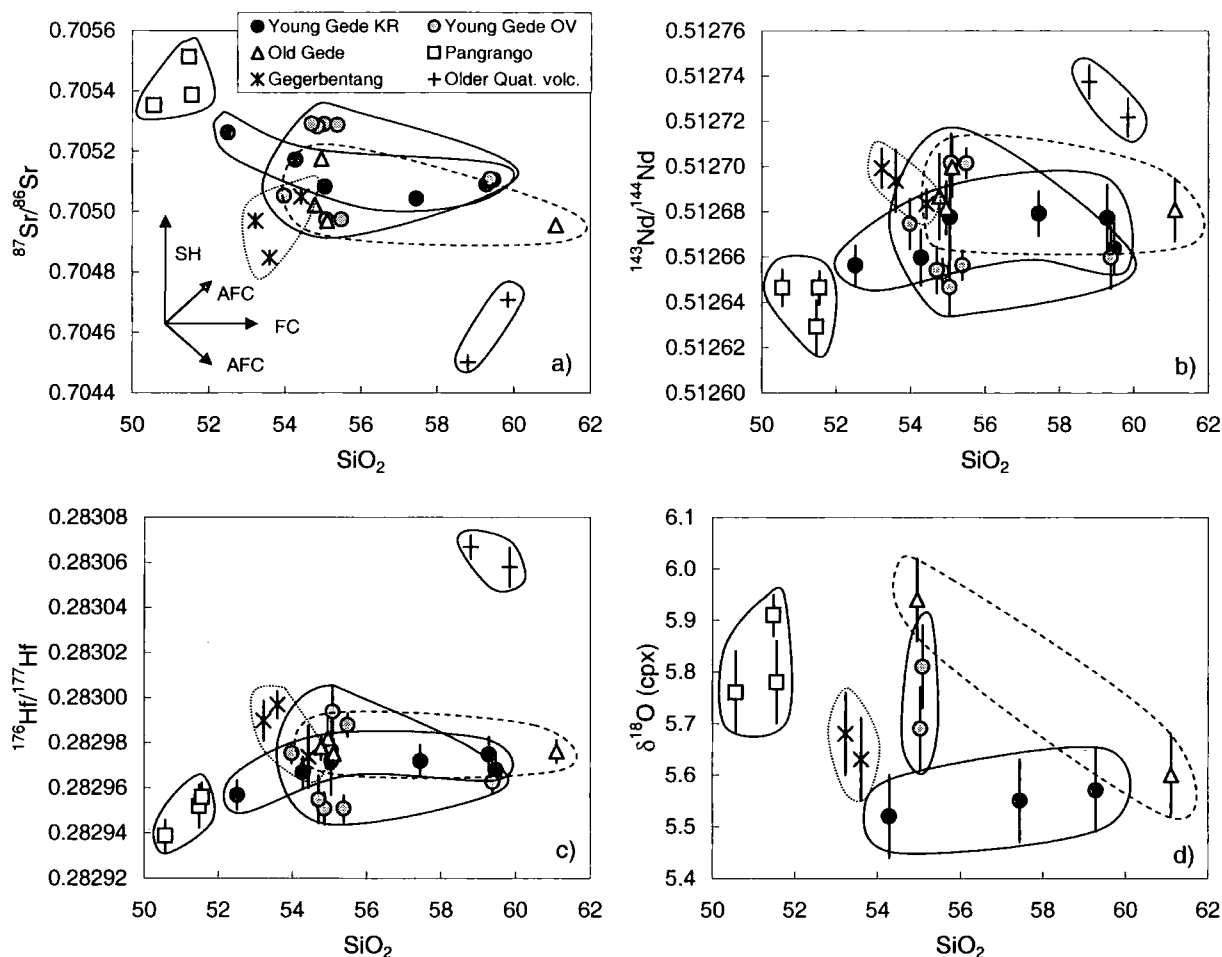 Young Gede KR Young Gede OV
Old Gede Pangrango
Gegerbentang Older Quat. volc.
0.7056
0.7054
0.7052
0.7050
0.7048
0.7046
0.7044
87Sr/86Sr
SH
AFC
FC
AFC
a)
50 52 54 56 58 60 62
SiO2
0.51276
0.51274
0.51272
0.51270
0.51268
0.51266
0.51264
0.51262
0.51260
143Nd/144Nd
b)
50 52 54 56 58 60 62
SiO2
0.28308
0.28306
0.28304
0.28302
0.28300
0.28298
0.28296
0.28294
0.28292
176Hf/177Hf
c)
50 52 54 56 58 60 62
SiO2
6.1
6.0
5.9
5.8
5.7
5.6
5.5
5.4
δ18O (cpx)
d)
50 52 54 56 58 60 62
SiO2